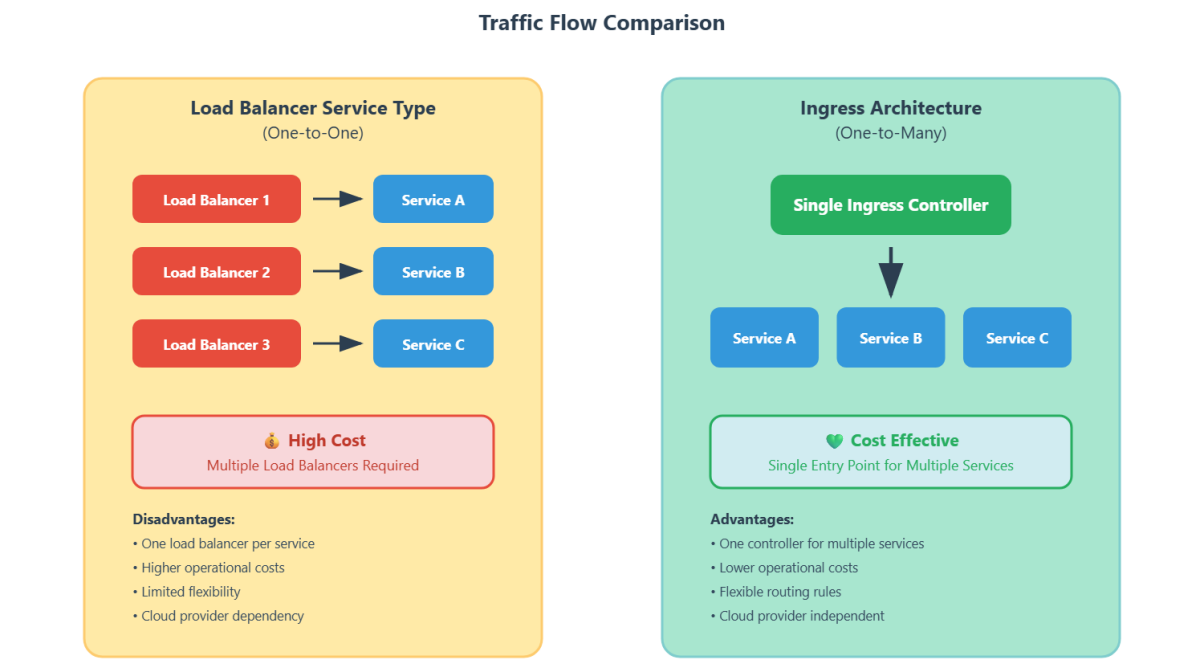 Traffic Flow Comparison
Load Balancer Service Type
(One-to-One)
Load Balancer 1
Service A
Load Balancer 2
Service B
Load Balancer 3
Service C
💰 High Cost
Multiple Load Balancers Required
Disadvantages:
• One load balancer per service
• Higher operational costs
• Limited flexibility
• Cloud provider dependency
Ingress Architecture
(One-to-Many)
Single Ingress Controller
Service A
Service B
Service C
💚 Cost Effective
Single Entry Point for Multiple Services
Advantages:
• One controller for multiple services
• Lower operational costs
• Flexible routing rules
• Cloud provider independent